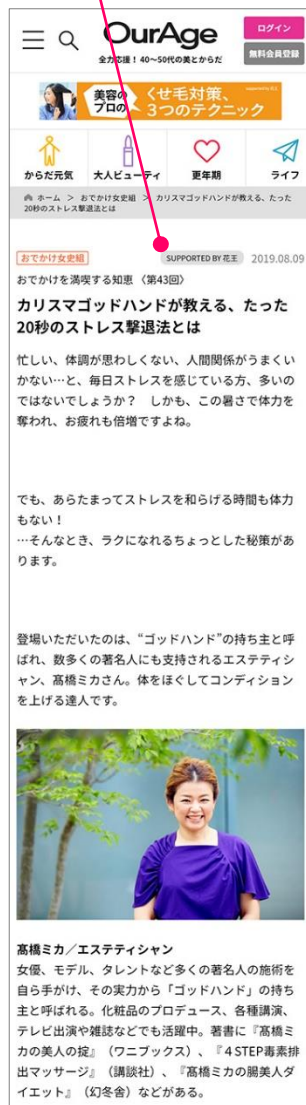 OurAge
全力応援！40〜50代の美とからだ
ログイン
無料会員登録
supported by 花王
美容の
プロの
くせ毛対策、
3つのテクニック
からだ元気
大人ビューティ
更年期
ライフ
ホーム > おでかけ女史組 > カリスマゴッドハンドが教える、たった
20秒のストレス撃退法とは
おでかけ女史組
SUPPORTED BY 花王
2019.08.09
おでかけを満喫する知恵 〈第43回〉
カリスマゴッドハンドが教える、たった
20秒のストレス撃退法とは
忙しい、体調が思わしくない、人間関係がうまくい
かない…と、毎日ストレスを感じている方、多いの
ではないでしょうか？ しかも、この暑さで体力を
奪われ、お疲れも倍増ですよね。
でも、あらたまってストレスを和らげる時間も体力
もない！
…そんなとき、ラクになれるちょっとした秘策があ
ります。
登場いただいたのは、“ゴッドハンド”の持ち主と呼
ばれ、数多くの著名人にも支持されるエステティシ
ャン、髙橋ミカさん。体をほぐしてコンディション
を上げる達人です。
髙橋ミカ／エステティシャン
女優、モデル、タレントなど多くの著名人の施術を
自ら手がけ、その実力から「ゴッドハンド」の持ち
主と呼ばれる。化粧品のプロデュース、各種講演、
テレビ出演や雑誌などでも活躍中。著書に『髙橋ミ
カの美人の掟』（ワニブックス）、『４STEP毒素排
出マッサージ』（講談社）、『髙橋ミカの腸美人ダ
イエット』（幻冬舎）などがある。